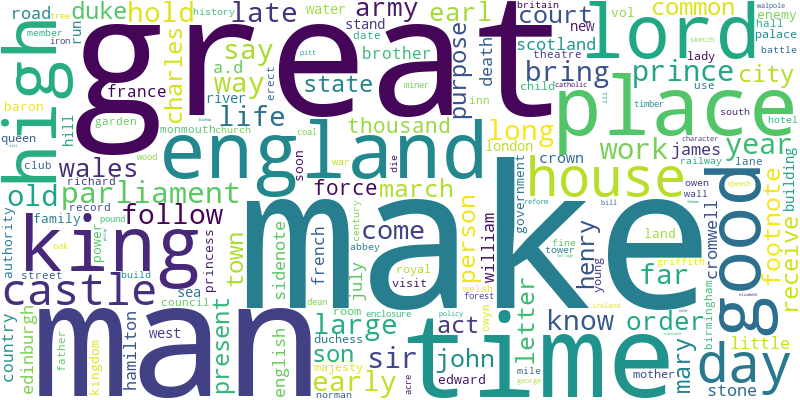 great
make
man
time
king
england
lord
place
high
good
house
day
castle
parliament
prince
duke
hold
late
army
earl
court
common
road
say
way
state
life
a.d
france
charles
brother
purpose
death
bring
scotland
city
water
stand
date
run
river
erect
inn
child
theatre
new
vol
enemy
hall
palace
lady
battle
britain
history
tree
member
iron
pitt
sketch
walpole
baron
hill
queen
garden
miner
catholic
iii
timber
use
hotel
south
thousand
long
work
year
james
london
crown
railway
lane
building
club
monmouth
church
coal
wales
old
richard
wood
soon
war
die
force
march
come
person
william
government
henry
young
owen
wall
character
cromwell
footnote
receive
speech
reform
bill
record
family
authority
street
power
pound
follow
princess
town
sidenote
french
july
century
abbey
royal
visit
welsh
forest
tower
fine
land
far
griffith
oak
build
sea
council
country
edinburgh
father
kingdom
hamilton
west
present
english
large
son
sir
early
room
dean
enclosure
policy
act
john
edward
letter
know
order
mile
george
ireland
mary
mother
birmingham
little
stone
duchess
majesty
norman
acre
owyn
elizabeth